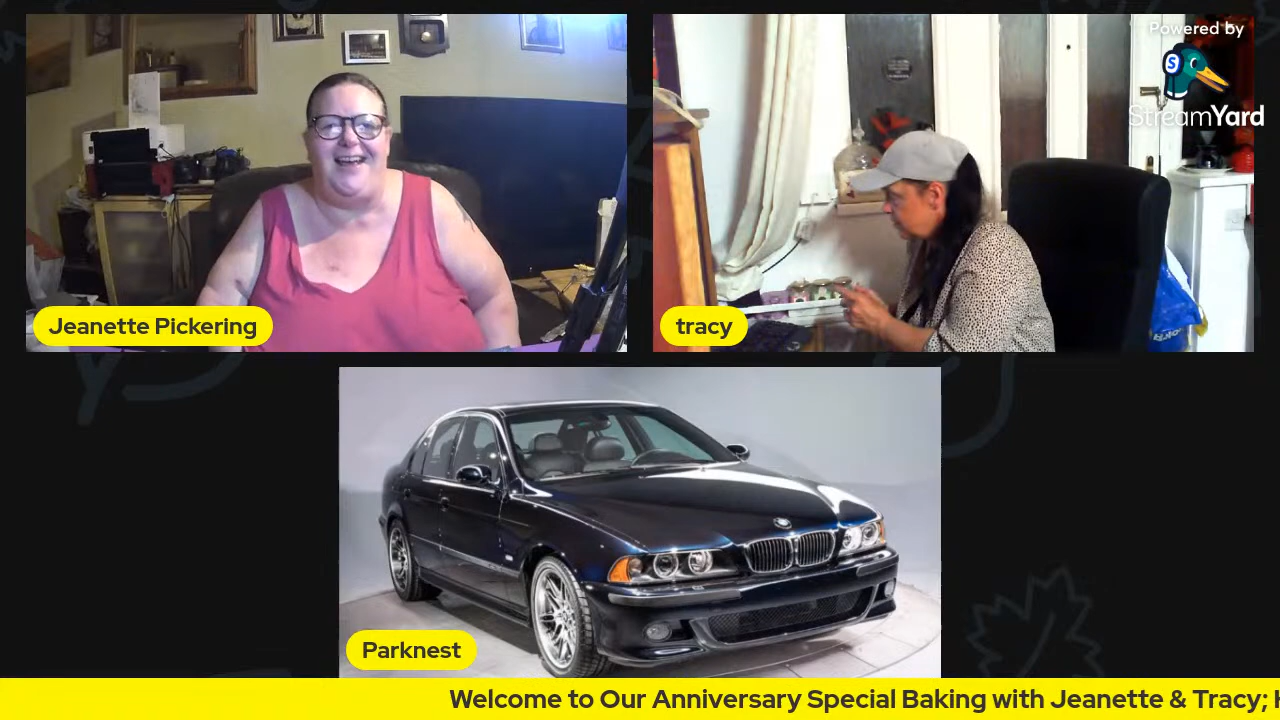 Powered by
StreamYard
Jeanette Pickering
tracy
Parknest
Welcome to Our Anniversary Special Baking with Jeanette & Tracy;